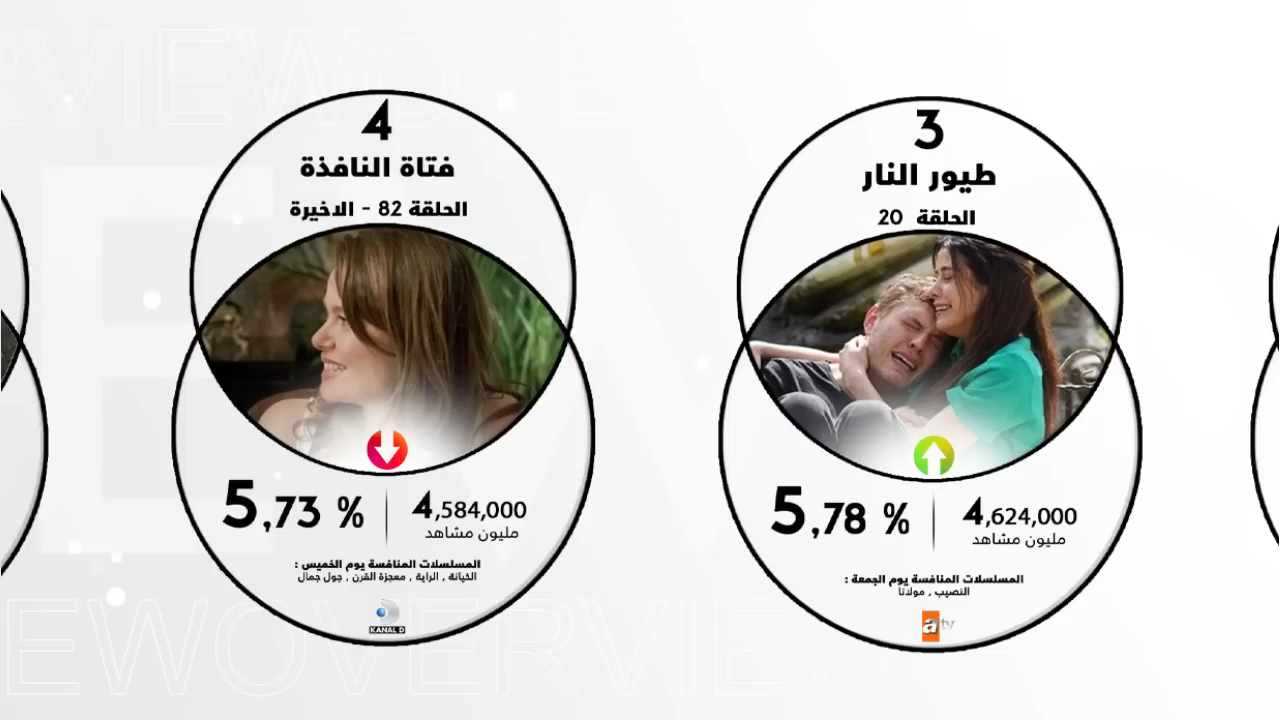 RVIEWOVE
3
طيور النار
الحلقة 20
5,78 %
4,624,000
مليون مشاهد
المسلسلات المنافسة يوم الجمعة :
النصيب , مولانا
atv
4
فتاة النافذة
الحلقة 82 - الاخيرة
5,73 %
4,584,000
مليون مشاهد
المسلسلات المنافسة يوم الخميس :
الخيانة , الراية , معجزة القرن , جول جمال
KANAL D
EWOVERVIEW